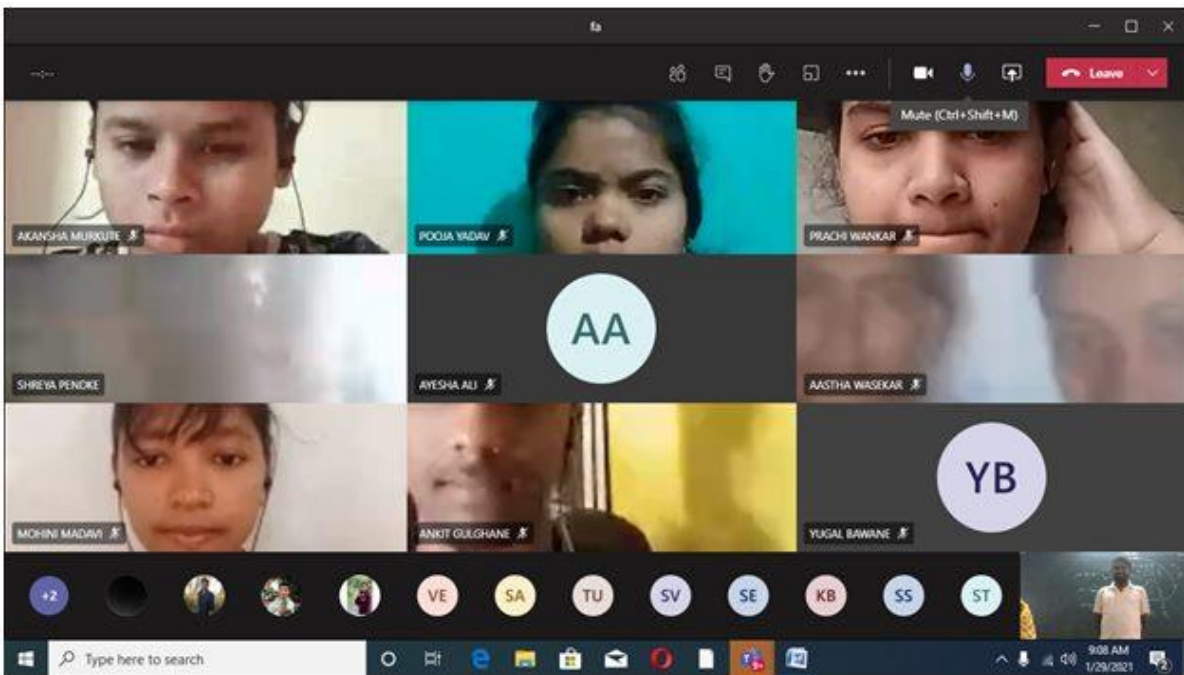 fa
--:--
Leave
Mute (Ctrl+Shift+M)
AKANSHA MURKUTE
POOJA YADAV
PRACHI WANKAR
SHREYA PENDKE
AYESHA ALI
AA
AASTHA WASEKAR
MOHINI MADAVI
ANKIT GULGHANE
YUGAL BAWANE
YB
+2
VE
SA
TU
SV
SE
KB
SS
ST
Type here to search
9:08 AM
1/29/2021
2